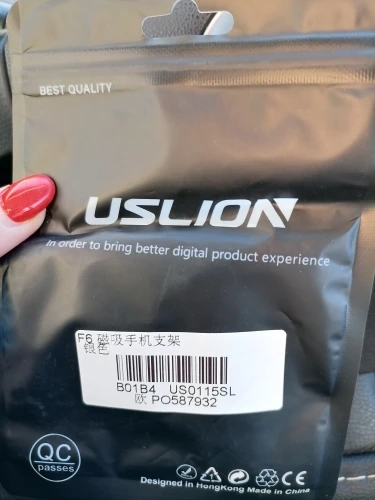 BEST QUALITY
USLION
In order to bring better digital product experience
F6 磁吸手机支架
银色
B01B4 US0115SL
欧 PO587932
QC
passes
CE
Designed in HongKong Made in China